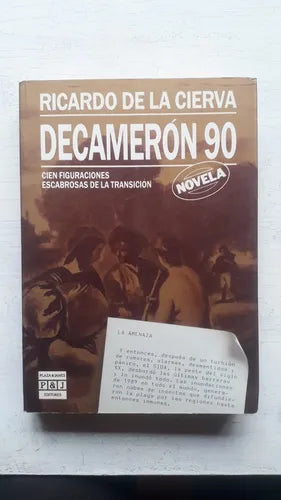 RICARDO DE LA CIERVA
DECAMERÓN 90
CIEN FIGURACIONES
ESCABROSAS DE LA TRANSICION
NOVELA
LA AMENAZA
Y entonces, después de un turbión
de rumores, alarmas, desmentidos y
pánico, el SIDA, la peste del siglo
XX, desbordó las últimas barreras
y lo inundó todo. Las inundaciones
de 1989 en todo el mundo, genera-
ron nubes de insectos que difundie-
ron la plaga por las regiones hasta
entonces inmunes.
PLAZA & JANES
P&J
EDITORES